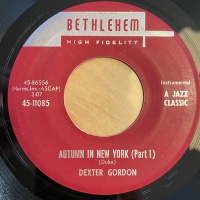 BETHLEHEM
HIGH FIDELITY
45-86556
(Norms, Inc.-ASCAP)
3:07
45-11085
Instrumental
A JAZZ
CLASSIC
AUTUMN IN NEW YORK (Part 1)
(Duke)
DEXTER GORDON